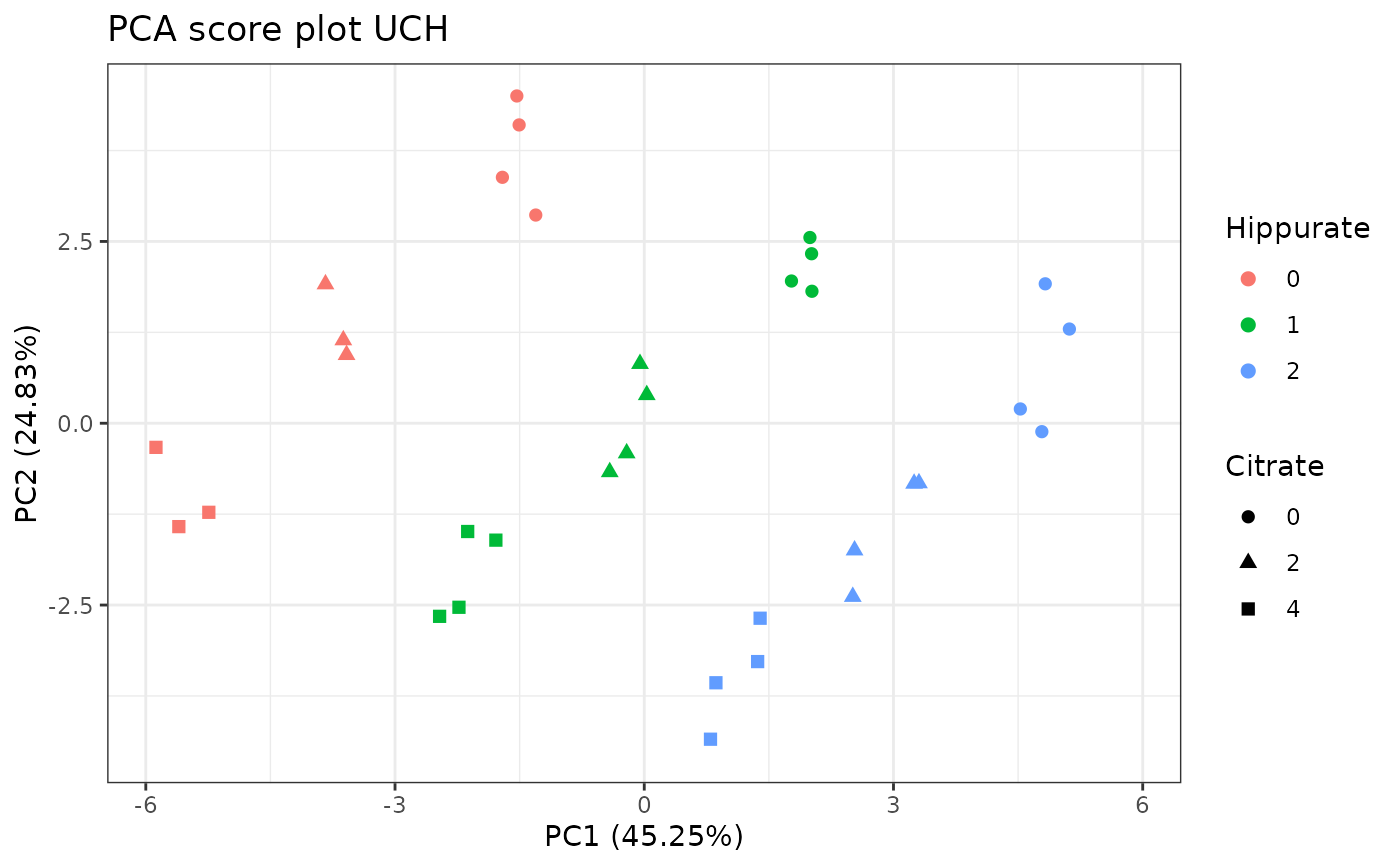 PCA score plot UCH
PC2 (24.83%)
2.5
0.0
-2.5
-6
-3
0
3
6
PC1 (45.25%)
Hippurate
0
1
2
Citrate
0
2
4